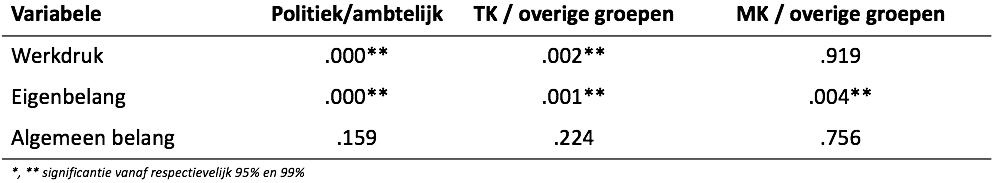 Variabele Politiek/ambtelijk TK / overige groepen MK / overige groepen
Werkdruk .000** .002** .919
Eigenbelang .000** .001** .004**
Algemeen belang .159 .224 .756
*, ** significantie vanaf respectievelijk 95% en 99%